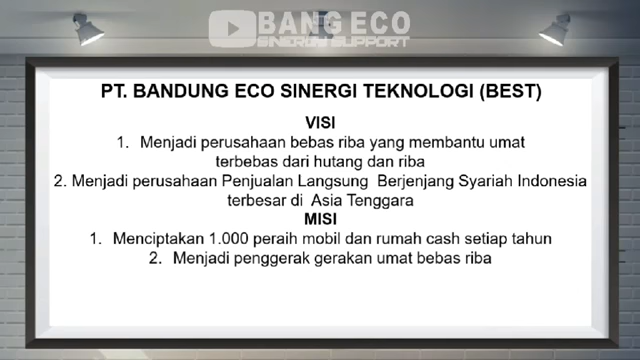 BANG ECO
SINERGI SUPPORT
PT. BANDUNG ECO SINERGI TEKNOLOGI (BEST)
VISI
1. Menjadi perusahaan bebas riba yang membantu umat
terbebas dari hutang dan riba
2. Menjadi perusahaan Penjualan Langsung Berjenjang Syariah Indonesia
terbesar di Asia Tenggara
MISI
1. Menciptakan 1.000 peraih mobil dan rumah cash setiap tahun
2. Menjadi penggerak gerakan umat bebas riba